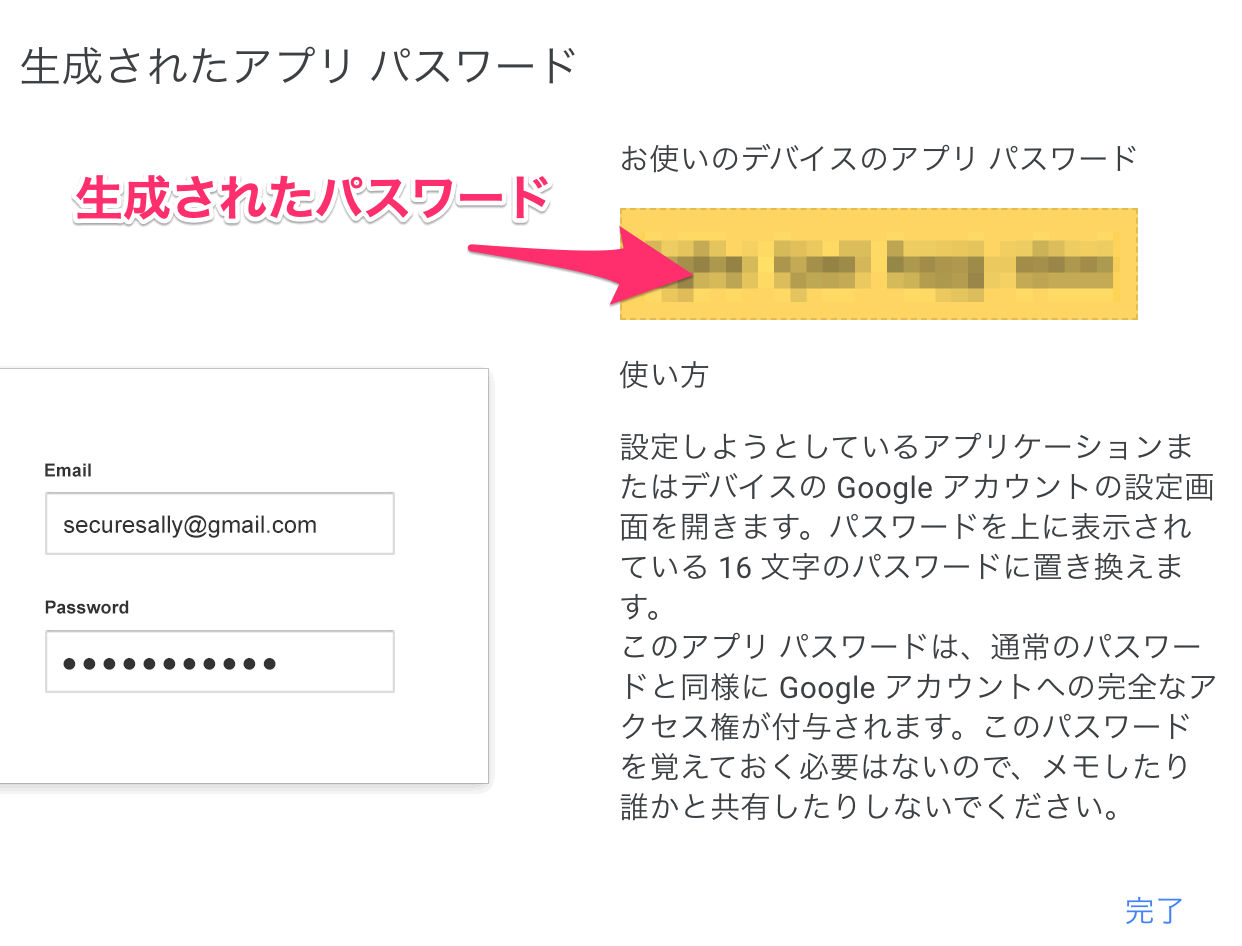 生成されたアプリ パスワード
お使いのデバイスのアプリ パスワード
生成されたパスワード
使い方
設定しようとしているアプリケーションま
たはデバイスの Google アカウントの設定画
面を開きます。パスワードを上に表示され
ている 16 文字のパスワードに置き換えま
す。
このアプリ パスワードは、通常のパスワー
ドと同様に Google アカウントへの完全なア
クセス権が付与されます。このパスワード
を覚えておく必要はないので、メモしたり
誰かと共有したりしないでください。
Email
securesally@gmail.com
Password
完了